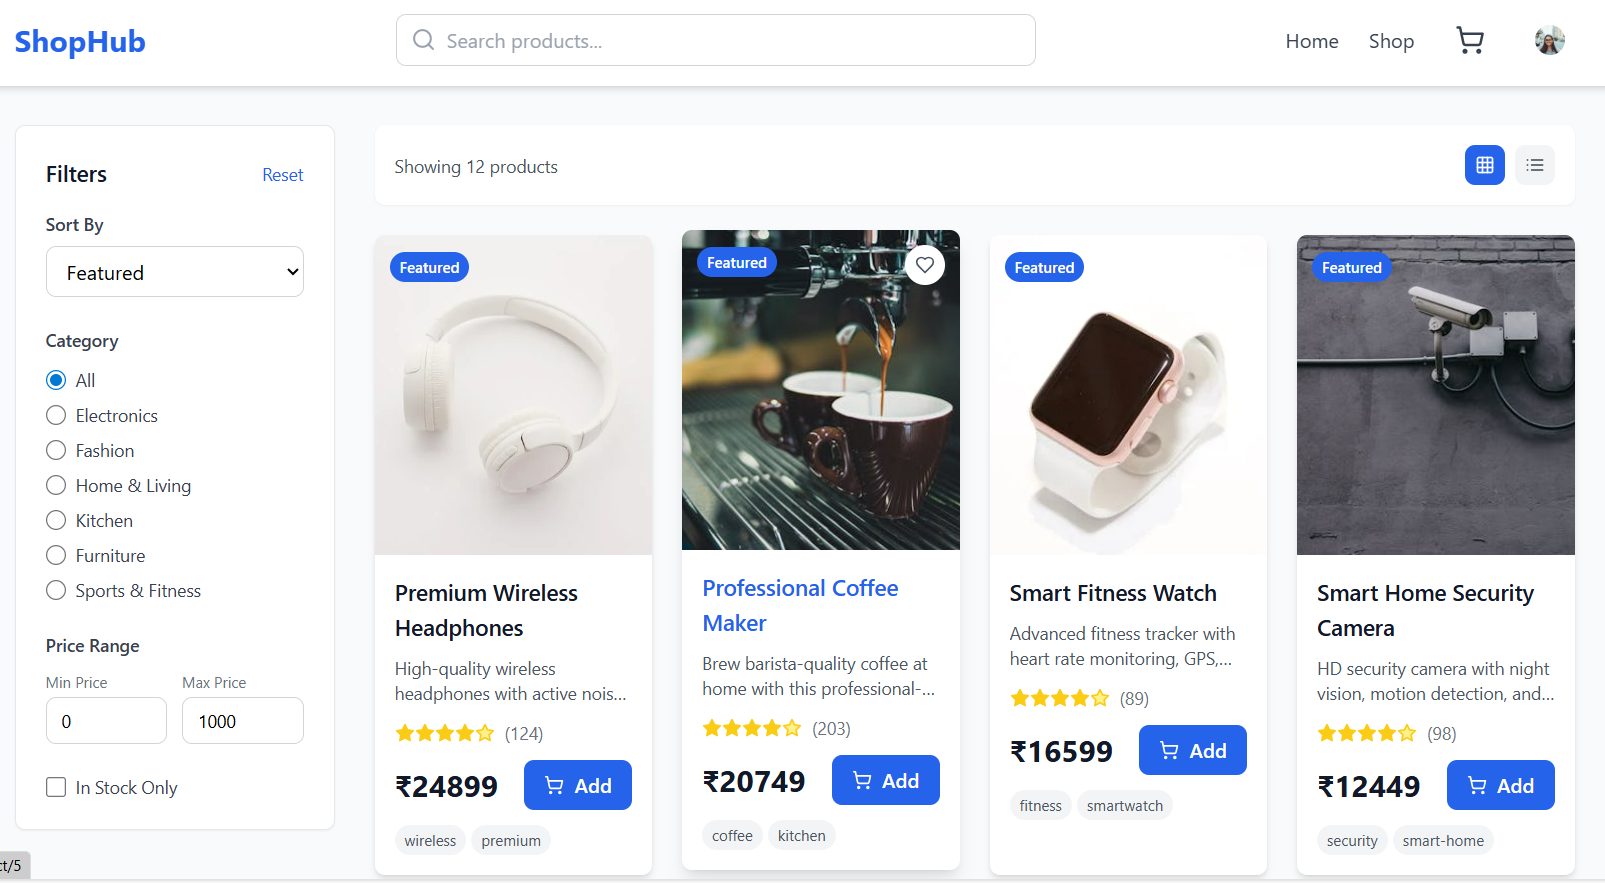 ShopHub
Search products...
Home
Shop
Filters
Reset
Sort By
Featured
Category
All
Electronics
Fashion
Home & Living
Kitchen
Furniture
Sports & Fitness
Price Range
Min Price
Max Price
0
1000
In Stock Only
Showing 12 products
Featured
Premium Wireless
Headphones
High-quality wireless
headphones with active nois...
(124)
₹24899
Add
wireless
premium
Featured
Professional Coffee
Maker
Brew barista-quality coffee at
home with this professional-...
(203)
₹20749
Add
coffee
kitchen
Featured
Smart Fitness Watch
Advanced fitness tracker with
heart rate monitoring, GPS,...
(89)
₹16599
Add
fitness
smartwatch
Featured
Smart Home Security
Camera
HD security camera with night
vision, motion detection, and...
(98)
₹12449
Add
security
smart-home
ct/5